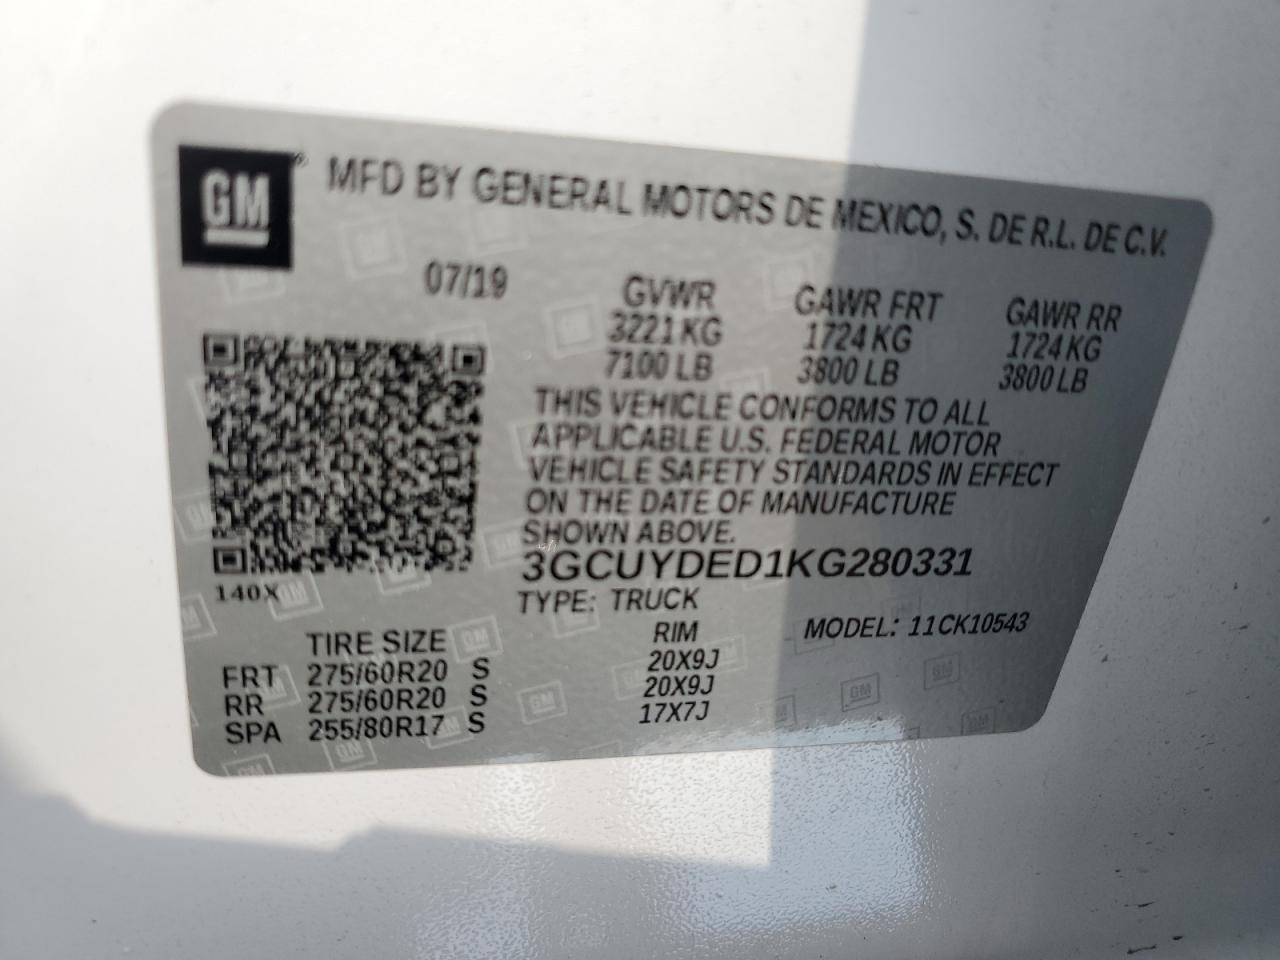 GM® MFD BY GENERAL MOTORS DE MEXICO, S. DE R.L. DE C.V.
07/19 GVWR GAWR FRT GAWR RR
3221 KG 1724 KG 1724 KG
7100 LB 3800 LB 3800 LB
THIS VEHICLE CONFORMS TO ALL
APPLICABLE U.S. FEDERAL MOTOR
VEHICLE SAFETY STANDARDS IN EFFECT
ON THE DATE OF MANUFACTURE
SHOWN ABOVE.
3GCUYDED1KG280331
140X
TYPE: TRUCK
TIRE SIZE RIM MODEL: 11CK10543
FRT 275/60R20 S 20X9J
RR 275/60R20 S 20X9J
SPA 255/80R17 S 17X7J